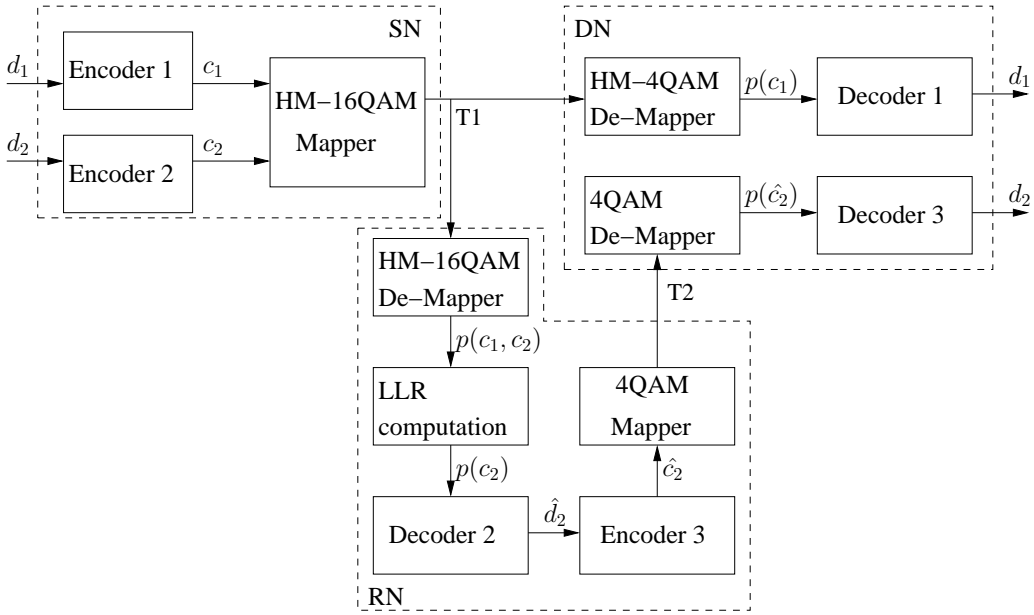 SN
d₁
Encoder 1
c₁
HM–16QAM
Mapper
d₂
Encoder 2
c₂
T1
DN
HM–4QAM
De–Mapper
p(c₁)
Decoder 1
d₁
4QAM
De–Mapper
p(ĉ₂)
Decoder 3
d₂
T2
HM–16QAM
De–Mapper
p(c₁, c₂)
LLR
computation
p(c₂)
Decoder 2
d̂₂
Encoder 3
ĉ₂
4QAM
Mapper
RN